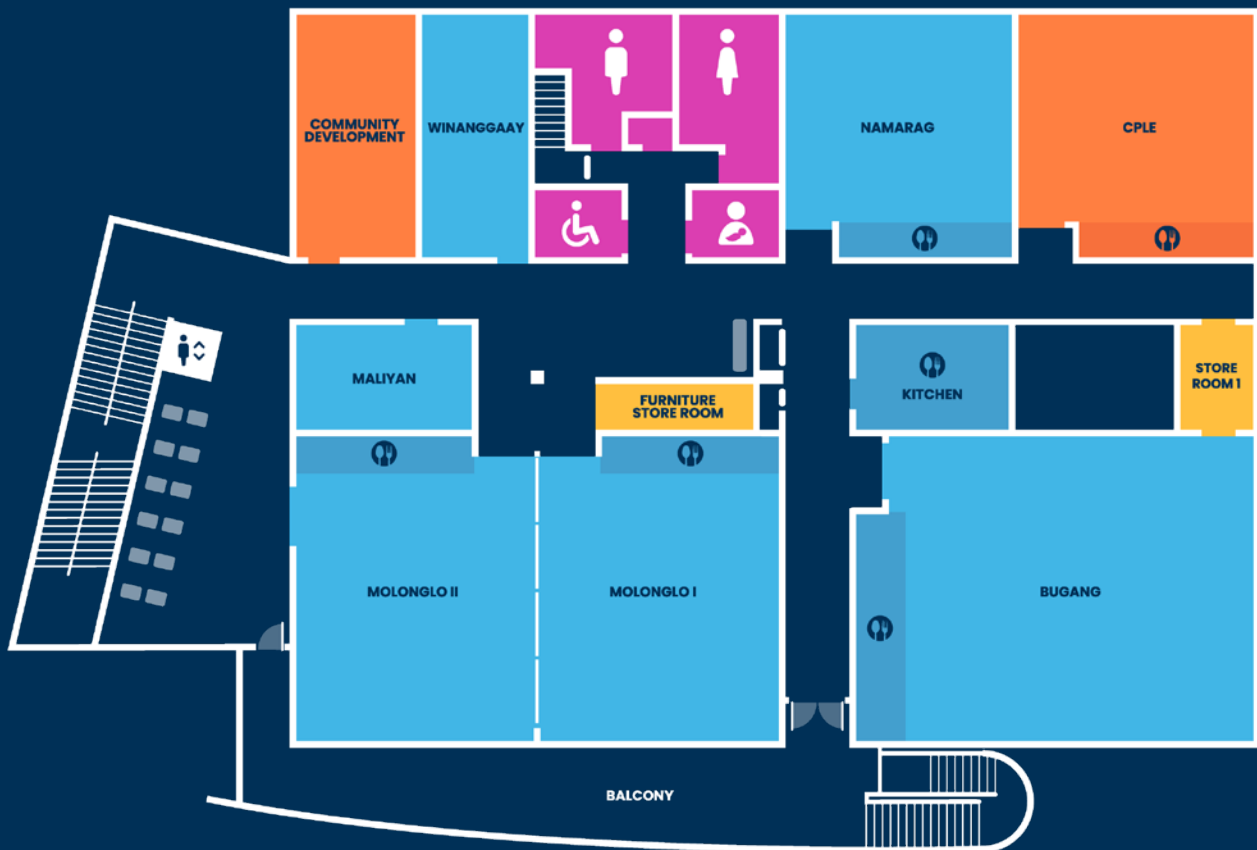 COMMUNITY
DEVELOPMENT
WINANGGAAY
NAMARAG
CPLE
MALIYAN
FURNITURE
STORE ROOM
KITCHEN
STORE
ROOM 1
MOLONGLO II
MOLONGLO I
BUGANG
BALCONY